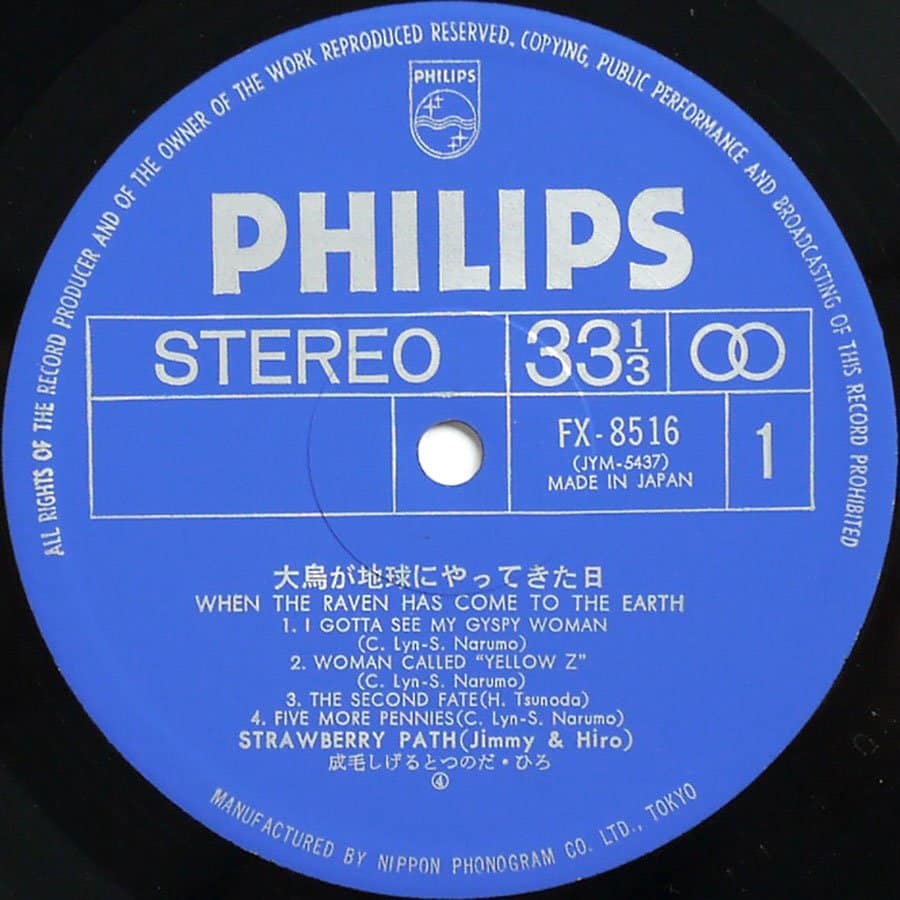 ALL RIGHTS OF THE RECORD PRODUCER AND OF THE OWNER OF THE WORK REPRODUCED RESERVED. COPYING, PUBLIC PERFORMANCE AND BROADCASTING OF THIS RECORD PROHIBITED
PHILIPS
PHILIPS
STEREO
33 1/3
FX-8516
(JYM-5437)
MADE IN JAPAN
1
大烏が地球にやってきた日
WHEN THE RAVEN HAS COME TO THE EARTH
1. I GOTTA SEE MY GYSPY WOMAN
(C. Lyn-S. Narumo)
2. WOMAN CALLED "YELLOW Z"
(C. Lyn-S. Narumo)
3. THE SECOND FATE(H. Tsunoda)
4. FIVE MORE PENNIES(C. Lyn-S. Narumo)
STRAWBERRY PATH(Jimmy & Hiro)
成毛しげるとつのだ・ひろ
④
MANUFACTURED BY NIPPON PHONOGRAM CO. LTD., TOKYO